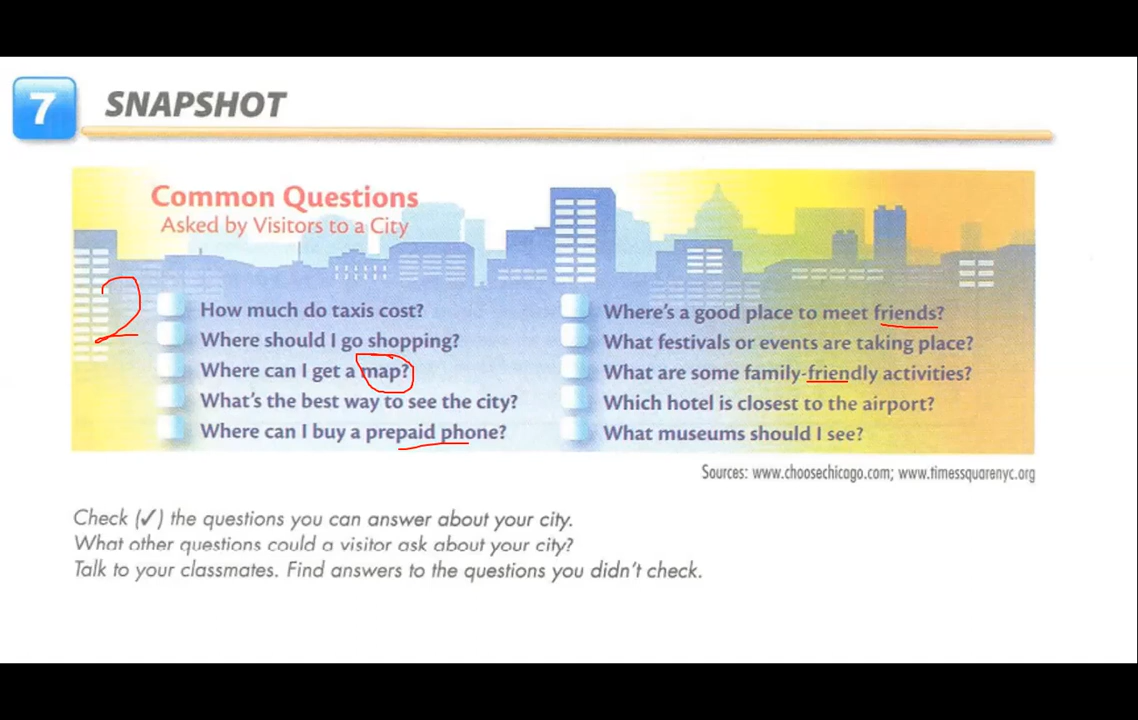 7 SNAPSHOT
Common Questions
Asked by Visitors to a City
2
How much do taxis cost?
Where should I go shopping?
Where can I get a map?
What's the best way to see the city?
Where can I buy a prepaid phone?
Where's a good place to meet friends?
What festivals or events are taking place?
What are some family-friendly activities?
Which hotel is closest to the airport?
What museums should I see?
Sources: www.choosechicago.com; www.timessquarenyc.org
Check (✓) the questions you can answer about your city.
What other questions could a visitor ask about your city?
Talk to your classmates. Find answers to the questions you didn't check.